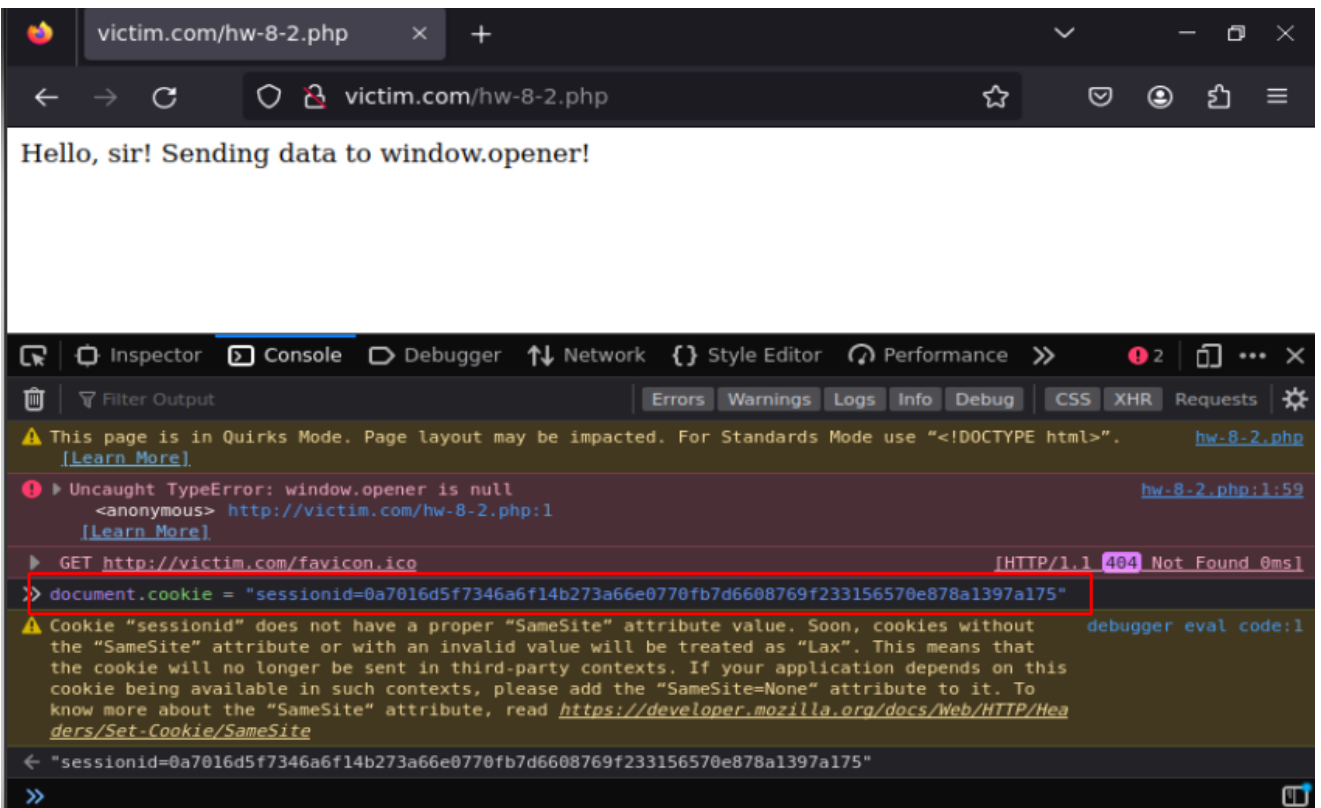 victim.com/hw-8-2.php
victim.com/hw-8-2.php
Hello, sir! Sending data to window.opener!
Inspector Console Debugger Network Style Editor Performance 2
Filter Output Errors Warnings Logs Info Debug CSS XHR Requests
This page is in Quirks Mode. Page layout may be impacted. For Standards Mode use “<!DOCTYPE html>”. hw-8-2.php
[Learn More]
Uncaught TypeError: window.opener is null hw-8-2.php:1:59
<anonymous> http://victim.com/hw-8-2.php:1
[Learn More]
GET http://victim.com/favicon.ico [HTTP/1.1 404 Not Found 0ms]
document.cookie = "sessionid=0a7016d5f7346a6f14b273a66e0770fb7d6608769f233156570e878a1397a175"
Cookie “sessionid” does not have a proper “SameSite” attribute value. Soon, cookies without debugger eval code:1
the “SameSite” attribute or with an invalid value will be treated as “Lax”. This means that
the cookie will no longer be sent in third-party contexts. If your application depends on this
cookie being available in such contexts, please add the “SameSite=None“ attribute to it. To
know more about the “SameSite“ attribute, read https://developer.mozilla.org/docs/Web/HTTP/Hea
ders/Set-Cookie/SameSite
"sessionid=0a7016d5f7346a6f14b273a66e0770fb7d6608769f233156570e878a1397a175"